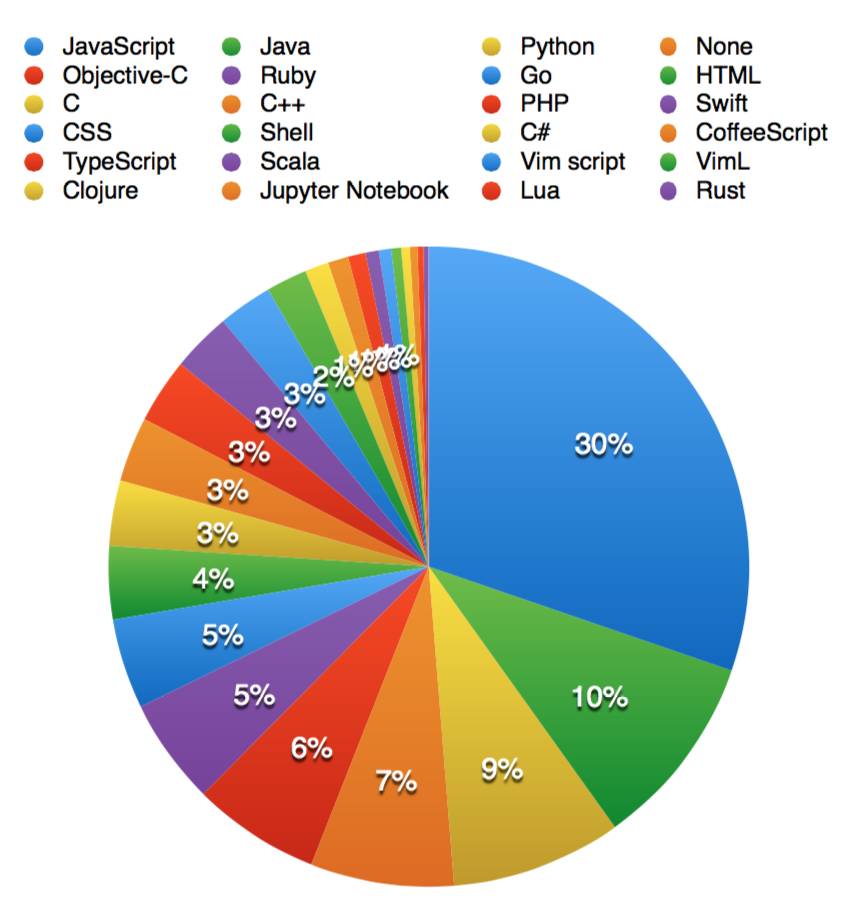 JavaScript Java Python None
Objective-C Ruby Go HTML
C C++ PHP Swift
CSS Shell C# CoffeeScript
TypeScript Scala Vim script VimL
Clojure Jupyter Notebook Lua Rust
30%
10%
9%
7%
6%
5%
5%
4%
3%
3%
3%
3%
3%
2%